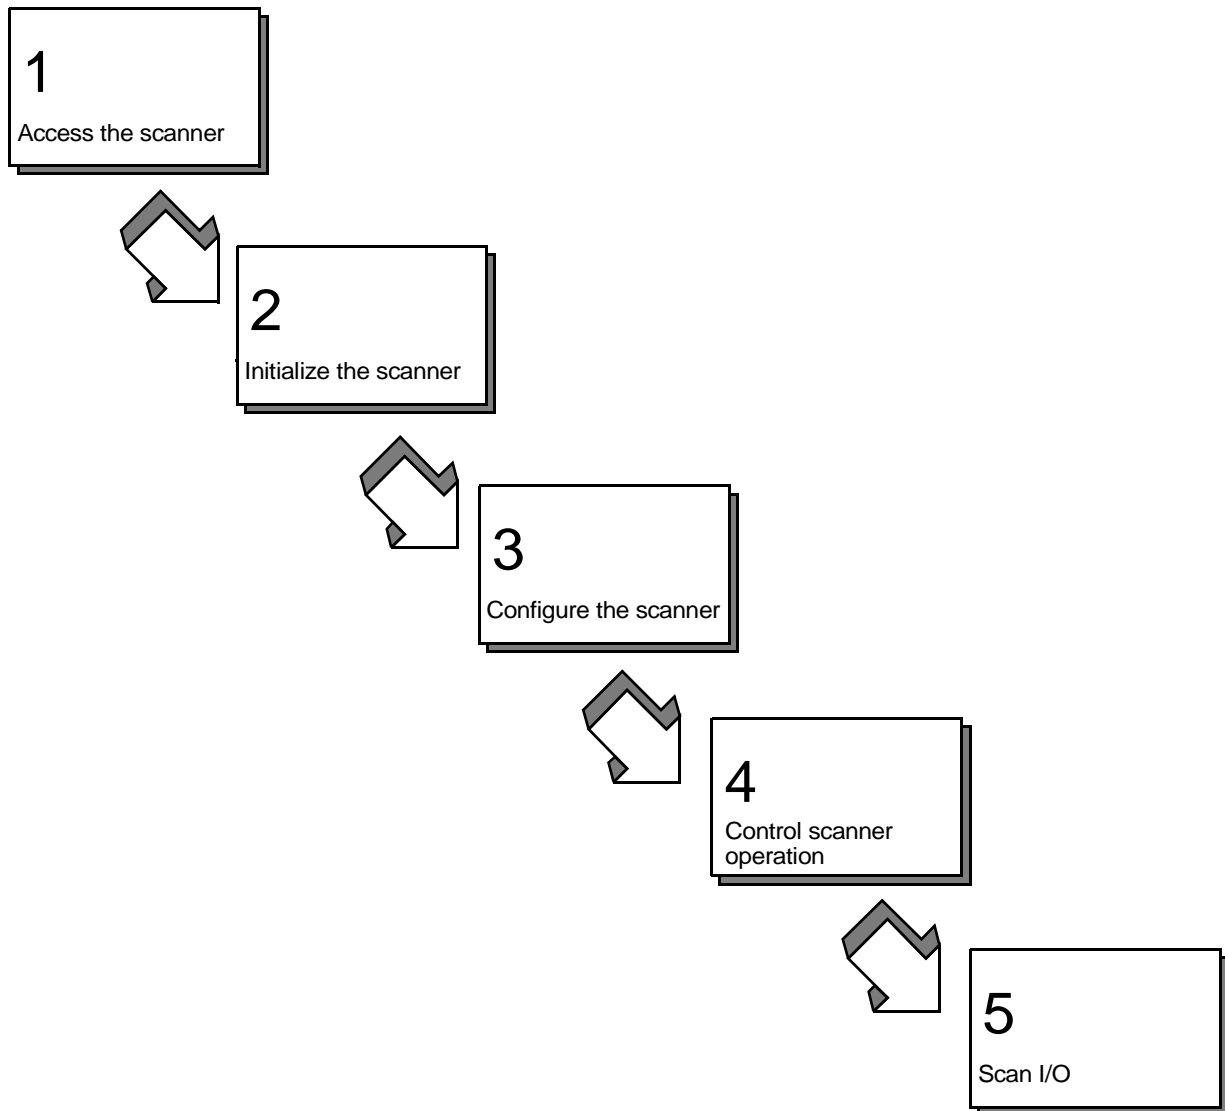 1
Access the scanner
2
Initialize the scanner
3
Configure the scanner
4
Control scanner
operation
5
Scan I/O